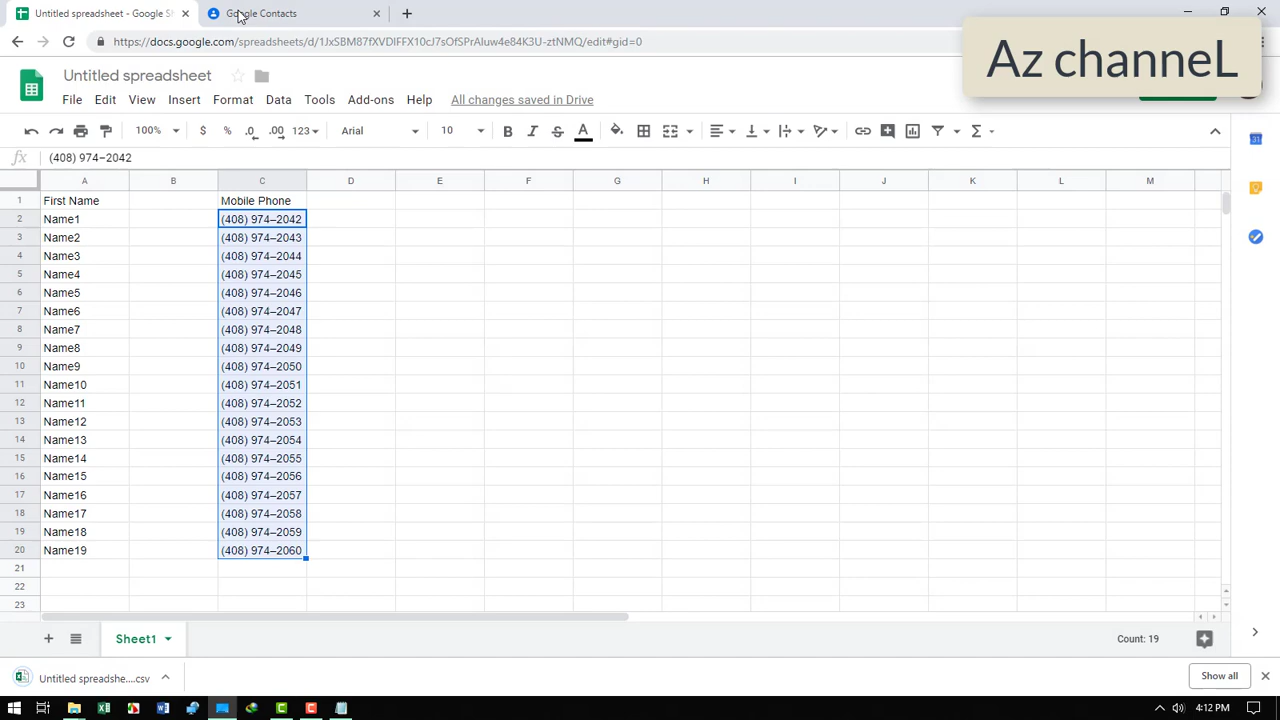 Untitled spreadsheet - Google Sh
Google Contacts
https://docs.google.com/spreadsheets/d/1JxSBM87fXVDIFFX10cJ7sOfSPrAluw4e84K3U-ztNMQ/edit#gid=0
Az channeL
Untitled spreadsheet
File Edit View Insert Format Data Tools Add-ons Help All changes saved in Drive
100% $ % .0 .00 123 Arial 10 B I S A Σ
31
fx (408) 974–2042
A B C D E F G H I J K L M
1 First Name Mobile Phone
2 Name1 (408) 974–2042
3 Name2 (408) 974–2043
4 Name3 (408) 974–2044
5 Name4 (408) 974–2045
6 Name5 (408) 974–2046
7 Name6 (408) 974–2047
8 Name7 (408) 974–2048
9 Name8 (408) 974–2049
10 Name9 (408) 974–2050
11 Name10 (408) 974–2051
12 Name11 (408) 974–2052
13 Name12 (408) 974–2053
14 Name13 (408) 974–2054
15 Name14 (408) 974–2055
16 Name15 (408) 974–2056
17 Name16 (408) 974–2057
18 Name17 (408) 974–2058
19 Name18 (408) 974–2059
20 Name19 (408) 974–2060
21
22
23
Sheet1 Count: 19
Untitled spreadshe....csv Show all
4:12 PM